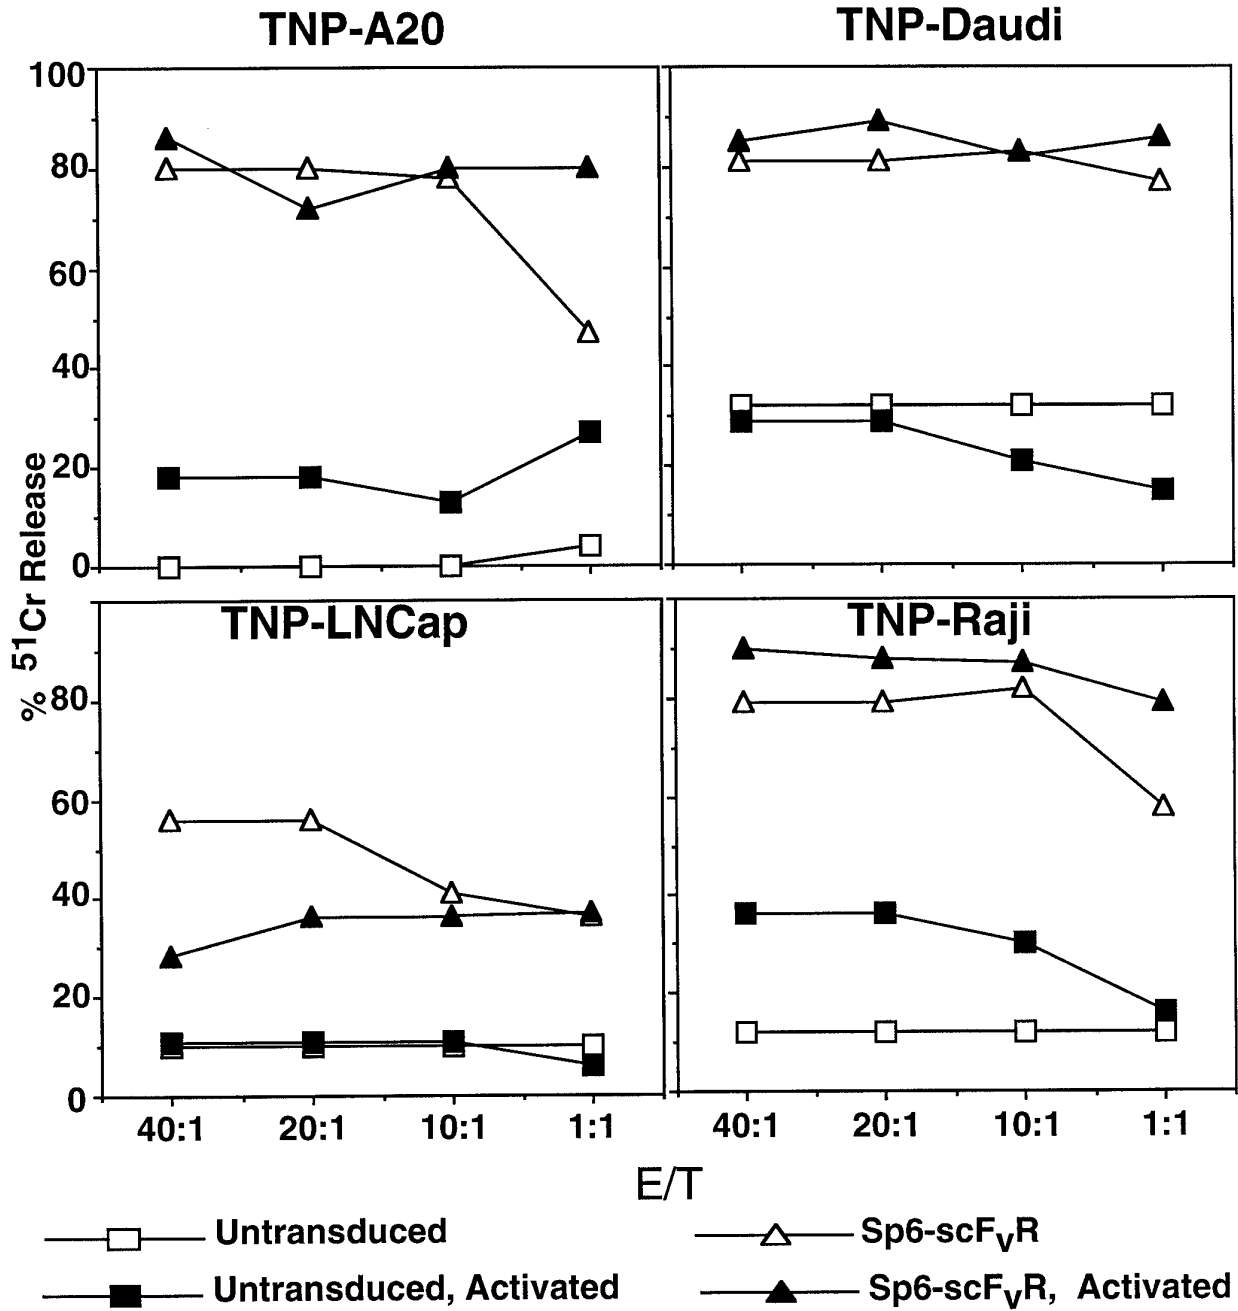 TNP-A20
TNP-Daudi
100
80
60
40
20
0
% 51Cr Release
TNP-LNCap
TNP-Raji
80
60
40
20
0
40:1 20:1 10:1 1:1
40:1 20:1 10:1 1:1
E/T
Untransduced
Sp6-scFvR
Untransduced, Activated
Sp6-scFvR, Activated